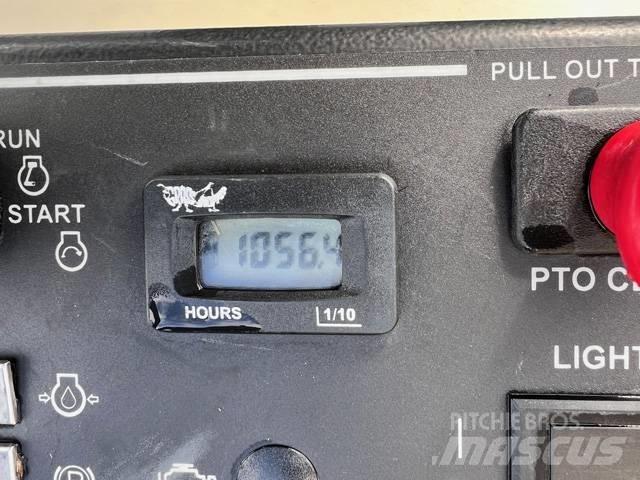 PULL OUT T
RUN
START
1056.4
HOURS
1/10
PTO C
LIGHT
RITCHIE BROS
MASCUS